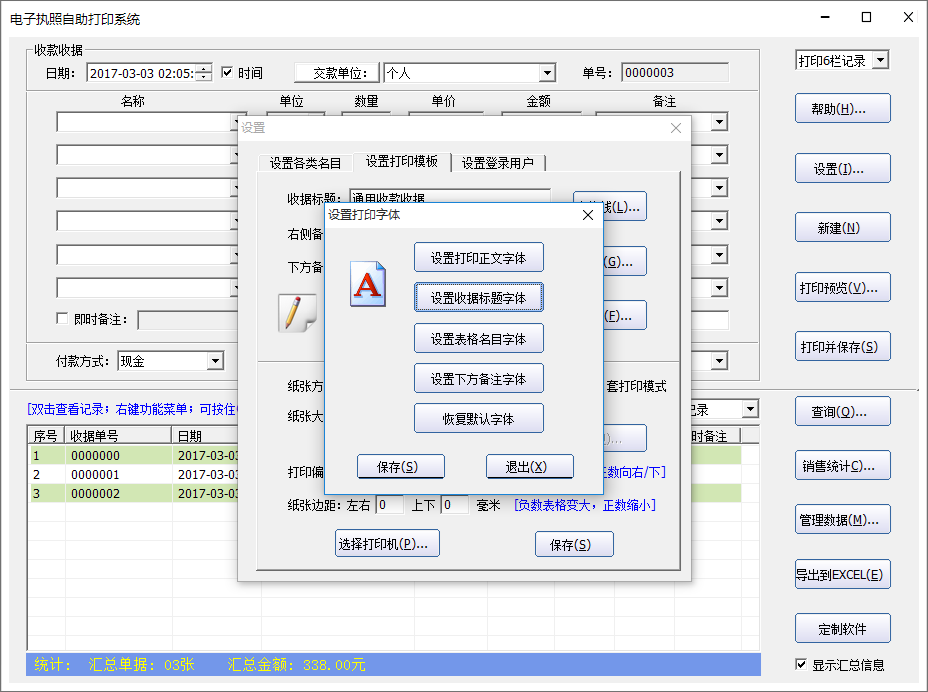 电子执照自助打印系统
收款收据
日期: 2017-03-03 02:05: 时间 交款单位: 个人 单号: 0000003 打印6栏记录
名称 单位 数量 单价 金额 备注
帮助(H)...
设置
设置各类名目 设置打印模板 设置登录用户
设置(I)...
收据标题: 通用收款收据
线(L)...
设置打印字体
右侧备
新建(N)
设置打印正文字体
(G)...
下方备
打印预览(V)...
设置收据标题字体
即时备注:
(F)...
设置表格名目字体
打印并保存(S)
付款方式: 现金
设置下方备注字体
纸张方
套打印模式
[双击查看记录; 右键功能菜单; 可按住
纸张大
录
查询(Q)...
恢复默认字体
序号 收据单号 日期
时备注
)...
1 0000000 2017-03-03
保存(S) 退出(X)
销售统计C)...
2 0000001 2017-03-03
打印偏
数向右/下]
3 0000002 2017-03-03
纸张边距: 左右 0 上下 0 毫米 [负数表格变大, 正数缩小]
管理数据(M)...
选择打印机(P)... 保存(S)
导出到EXCEL(E)
定制软件
统计: 汇总单据: 03张 汇总金额: 338.00元
显示汇总信息